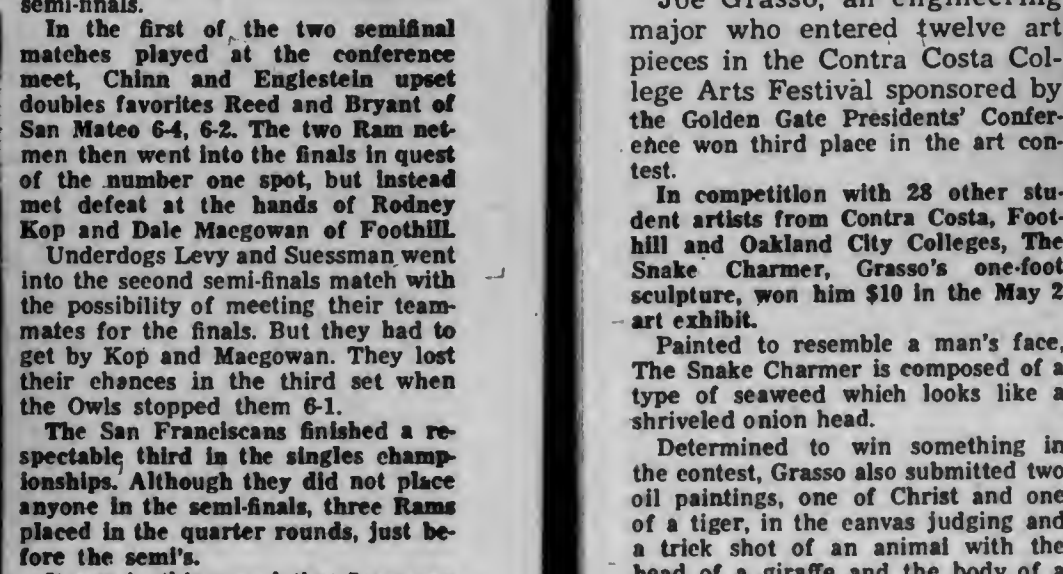 semi-finals.
In the first of the two semifinal
matches played at the conference
meet, Chinn and Englestein upset
doubles favorites Reed and Bryant of
San Mateo 6-4, 6-2. The two Ram net-
men then went into the finals in quest
of the number one spot, but instead
met defeat at the hands of Rodney
Kop and Dale Macgowan of Foothill.
Underdogs Levy and Suessman went
into the second semi-finals match with
the possibility of meeting their team-
mates for the finals. But they had to
get by Kop and Macgowan. They lost
their chances in the third set when
the Owls stopped them 6-1.
The San Franciscans finished a re-
spectable third in the singles champ-
ionships. Although they did not place
anyone in the semi-finals, three Rams
placed in the quarter rounds, just be-
fore the semi's.
Joe Grasso, an engineering
major who entered twelve art
pieces in the Contra Costa Col-
lege Arts Festival sponsored by
the Golden Gate Presidents' Confer-
ence won third place in the art con-
test.
In competition with 28 other stu-
dent artists from Contra Costa, Foot-
hill and Oakland City Colleges, The
Snake Charmer, Grasso's one-foot
sculpture, won him $10 in the May 2
art exhibit.
Painted to resemble a man's face,
The Snake Charmer is composed of a
type of seaweed which looks like a
shriveled onion head.
Determined to win something in
the contest, Grasso also submitted two
oil paintings, one of Christ and one
of a tiger, in the canvas judging and
a trick shot of an animal with the
head of a giraffe and the body of a